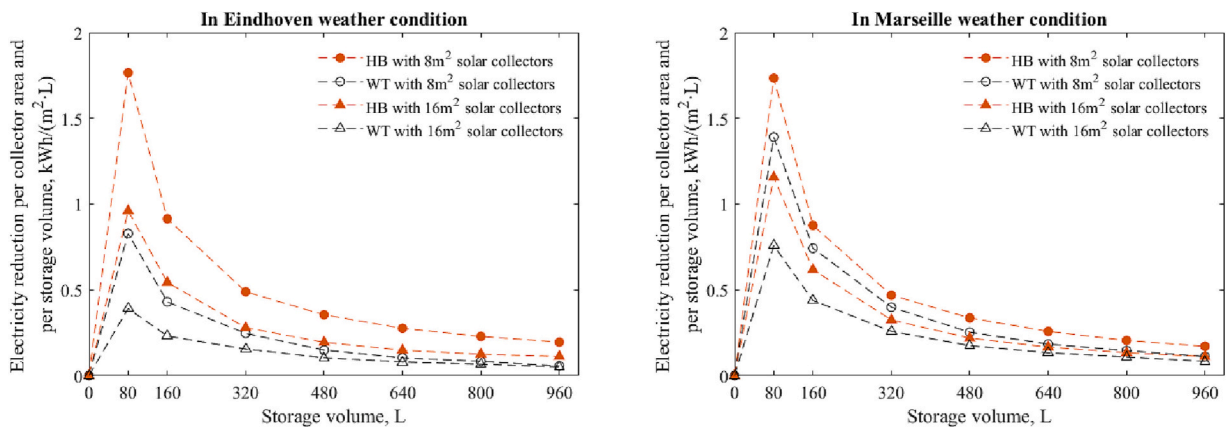 In Eindhoven weather condition
Electricity reduction per collector area and
per storage volume, kWh/(m²·L)
2
1.5
1
0.5
0
HB with 8m² solar collectors
WT with 8m² solar collectors
HB with 16m² solar collectors
WT with 16m² solar collectors
0 80 160 320 480 640 800 960
Storage volume, L
In Marseille weather condition
Electricity reduction per collector area and
per storage volume, kWh/(m²·L)
2
1.5
1
0.5
0
HB with 8m² solar collectors
WT with 8m² solar collectors
HB with 16m² solar collectors
WT with 16m² solar collectors
0 80 160 320 480 640 800 960
Storage volume, L